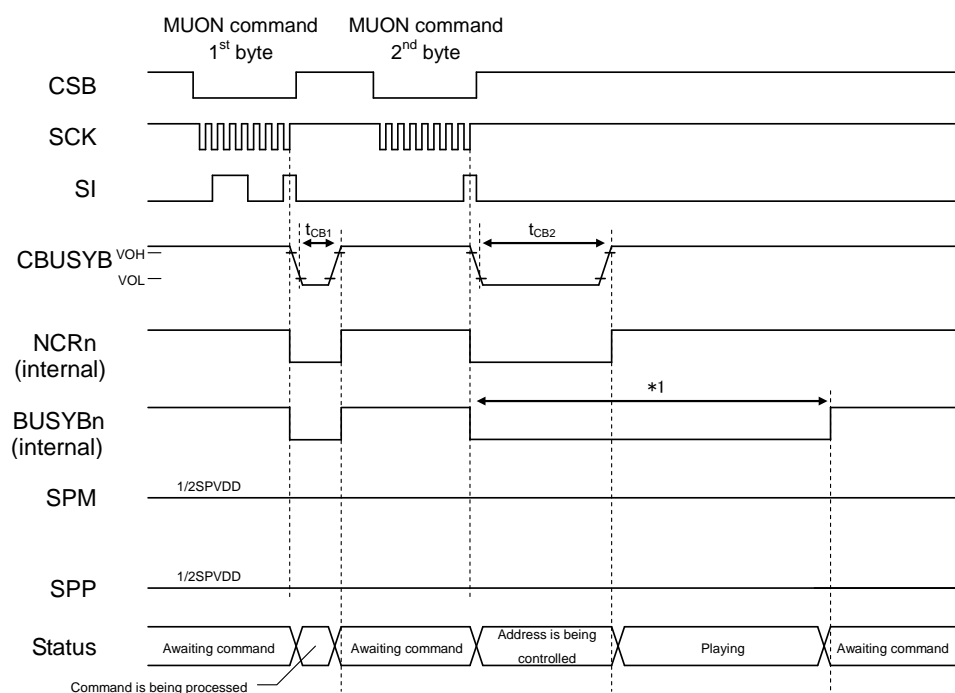 MUON command
1st byte
MUON command
2nd byte
CSB
SCK
SI
tCB1
tCB2
CBUSYB
VOH
VOL
NCRn
(internal)
*1
BUSYBn
(internal)
SPM
1/2SPVDD
SPP
1/2SPVDD
Status
Awaiting command
Awaiting command
Address is being
controlled
Playing
Awaiting command
Command is being processed